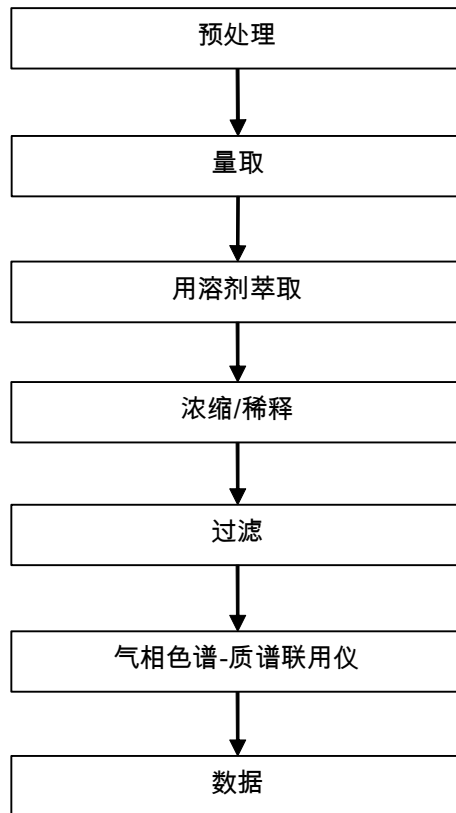 预处理
量取
用溶剂萃取
浓缩/稀释
过滤
气相色谱-质谱联用仪
数据